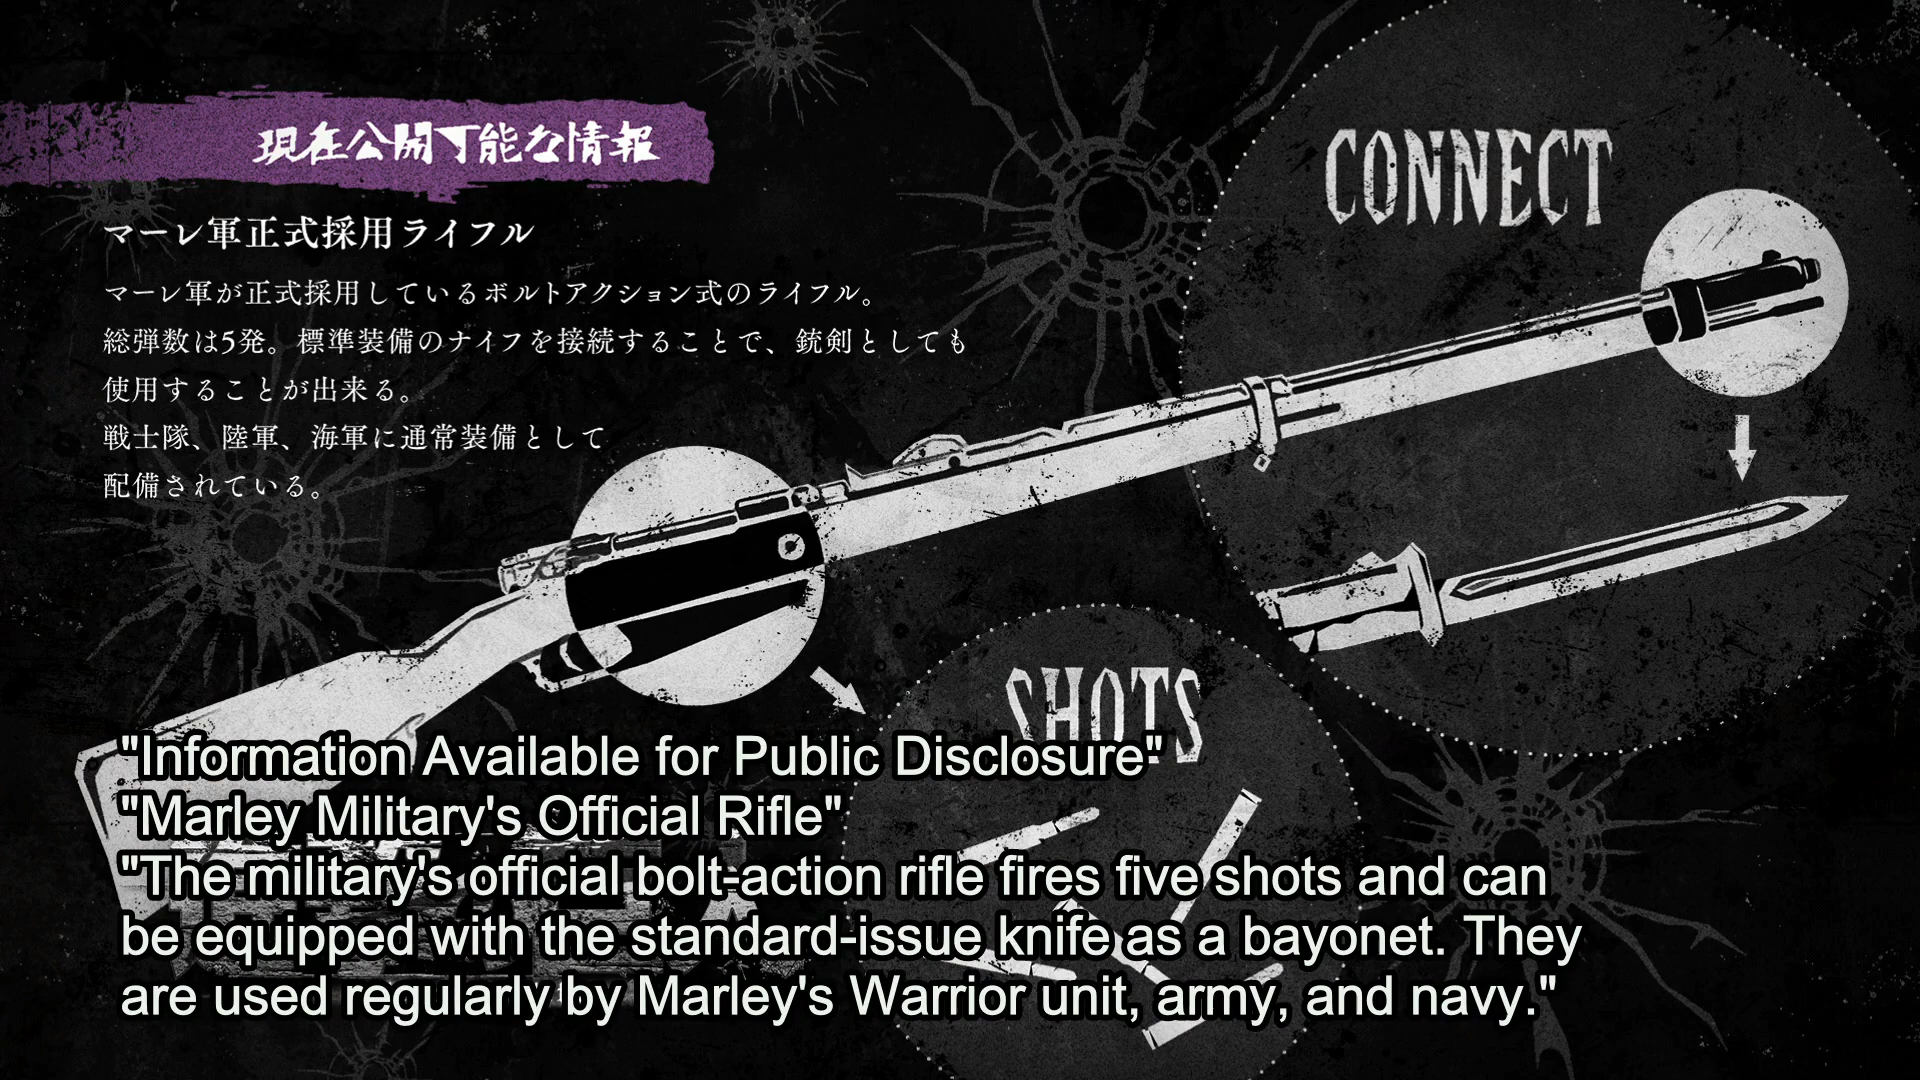 現在公開可能な情報
マーレ軍正式採用ライフル
マーレ軍が正式採用しているボルトアクション式のライフル。
総弾数は5発。標準装備のナイフを接続することで、銃剣としても
使用することが出来る。
戦士隊、陸軍、海軍に通常装備として
配備されている。
CONNECT
SHOTS
"Information Available for Public Disclosure"
"Marley Military's Official Rifle"
"The military's official bolt-action rifle fires five shots and can
be equipped with the standard-issue knife as a bayonet. They
are used regularly by Marley's Warrior unit, army, and navy."